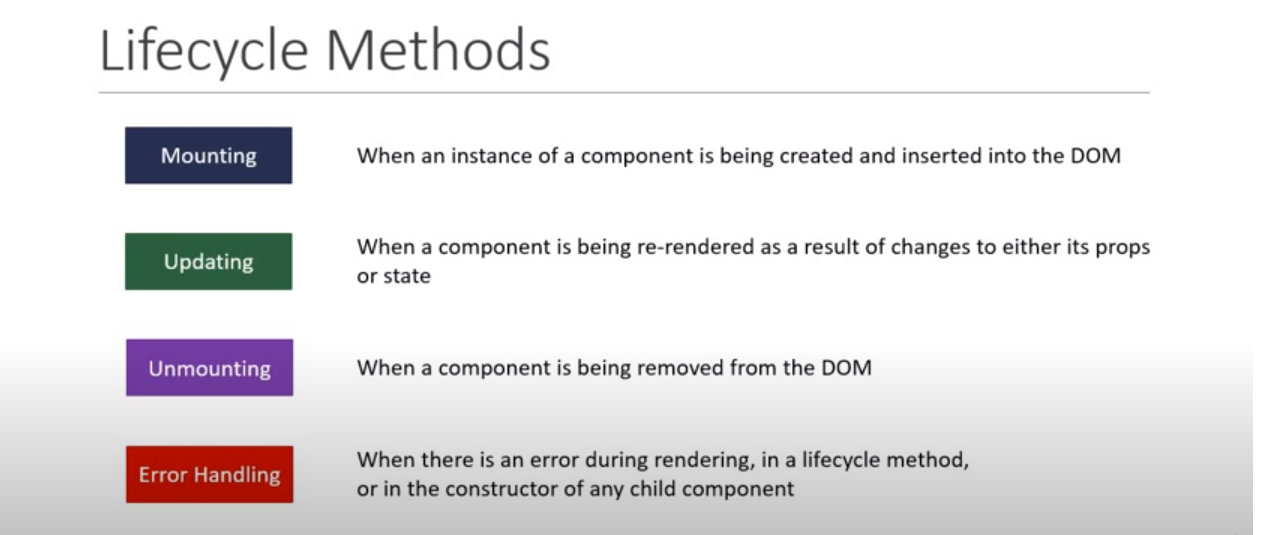 Lifecycle Methods
Mounting
When an instance of a component is being created and inserted into the DOM
Updating
When a component is being re-rendered as a result of changes to either its props
or state
Unmounting
When a component is being removed from the DOM
Error Handling
When there is an error during rendering, in a lifecycle method,
or in the constructor of any child component